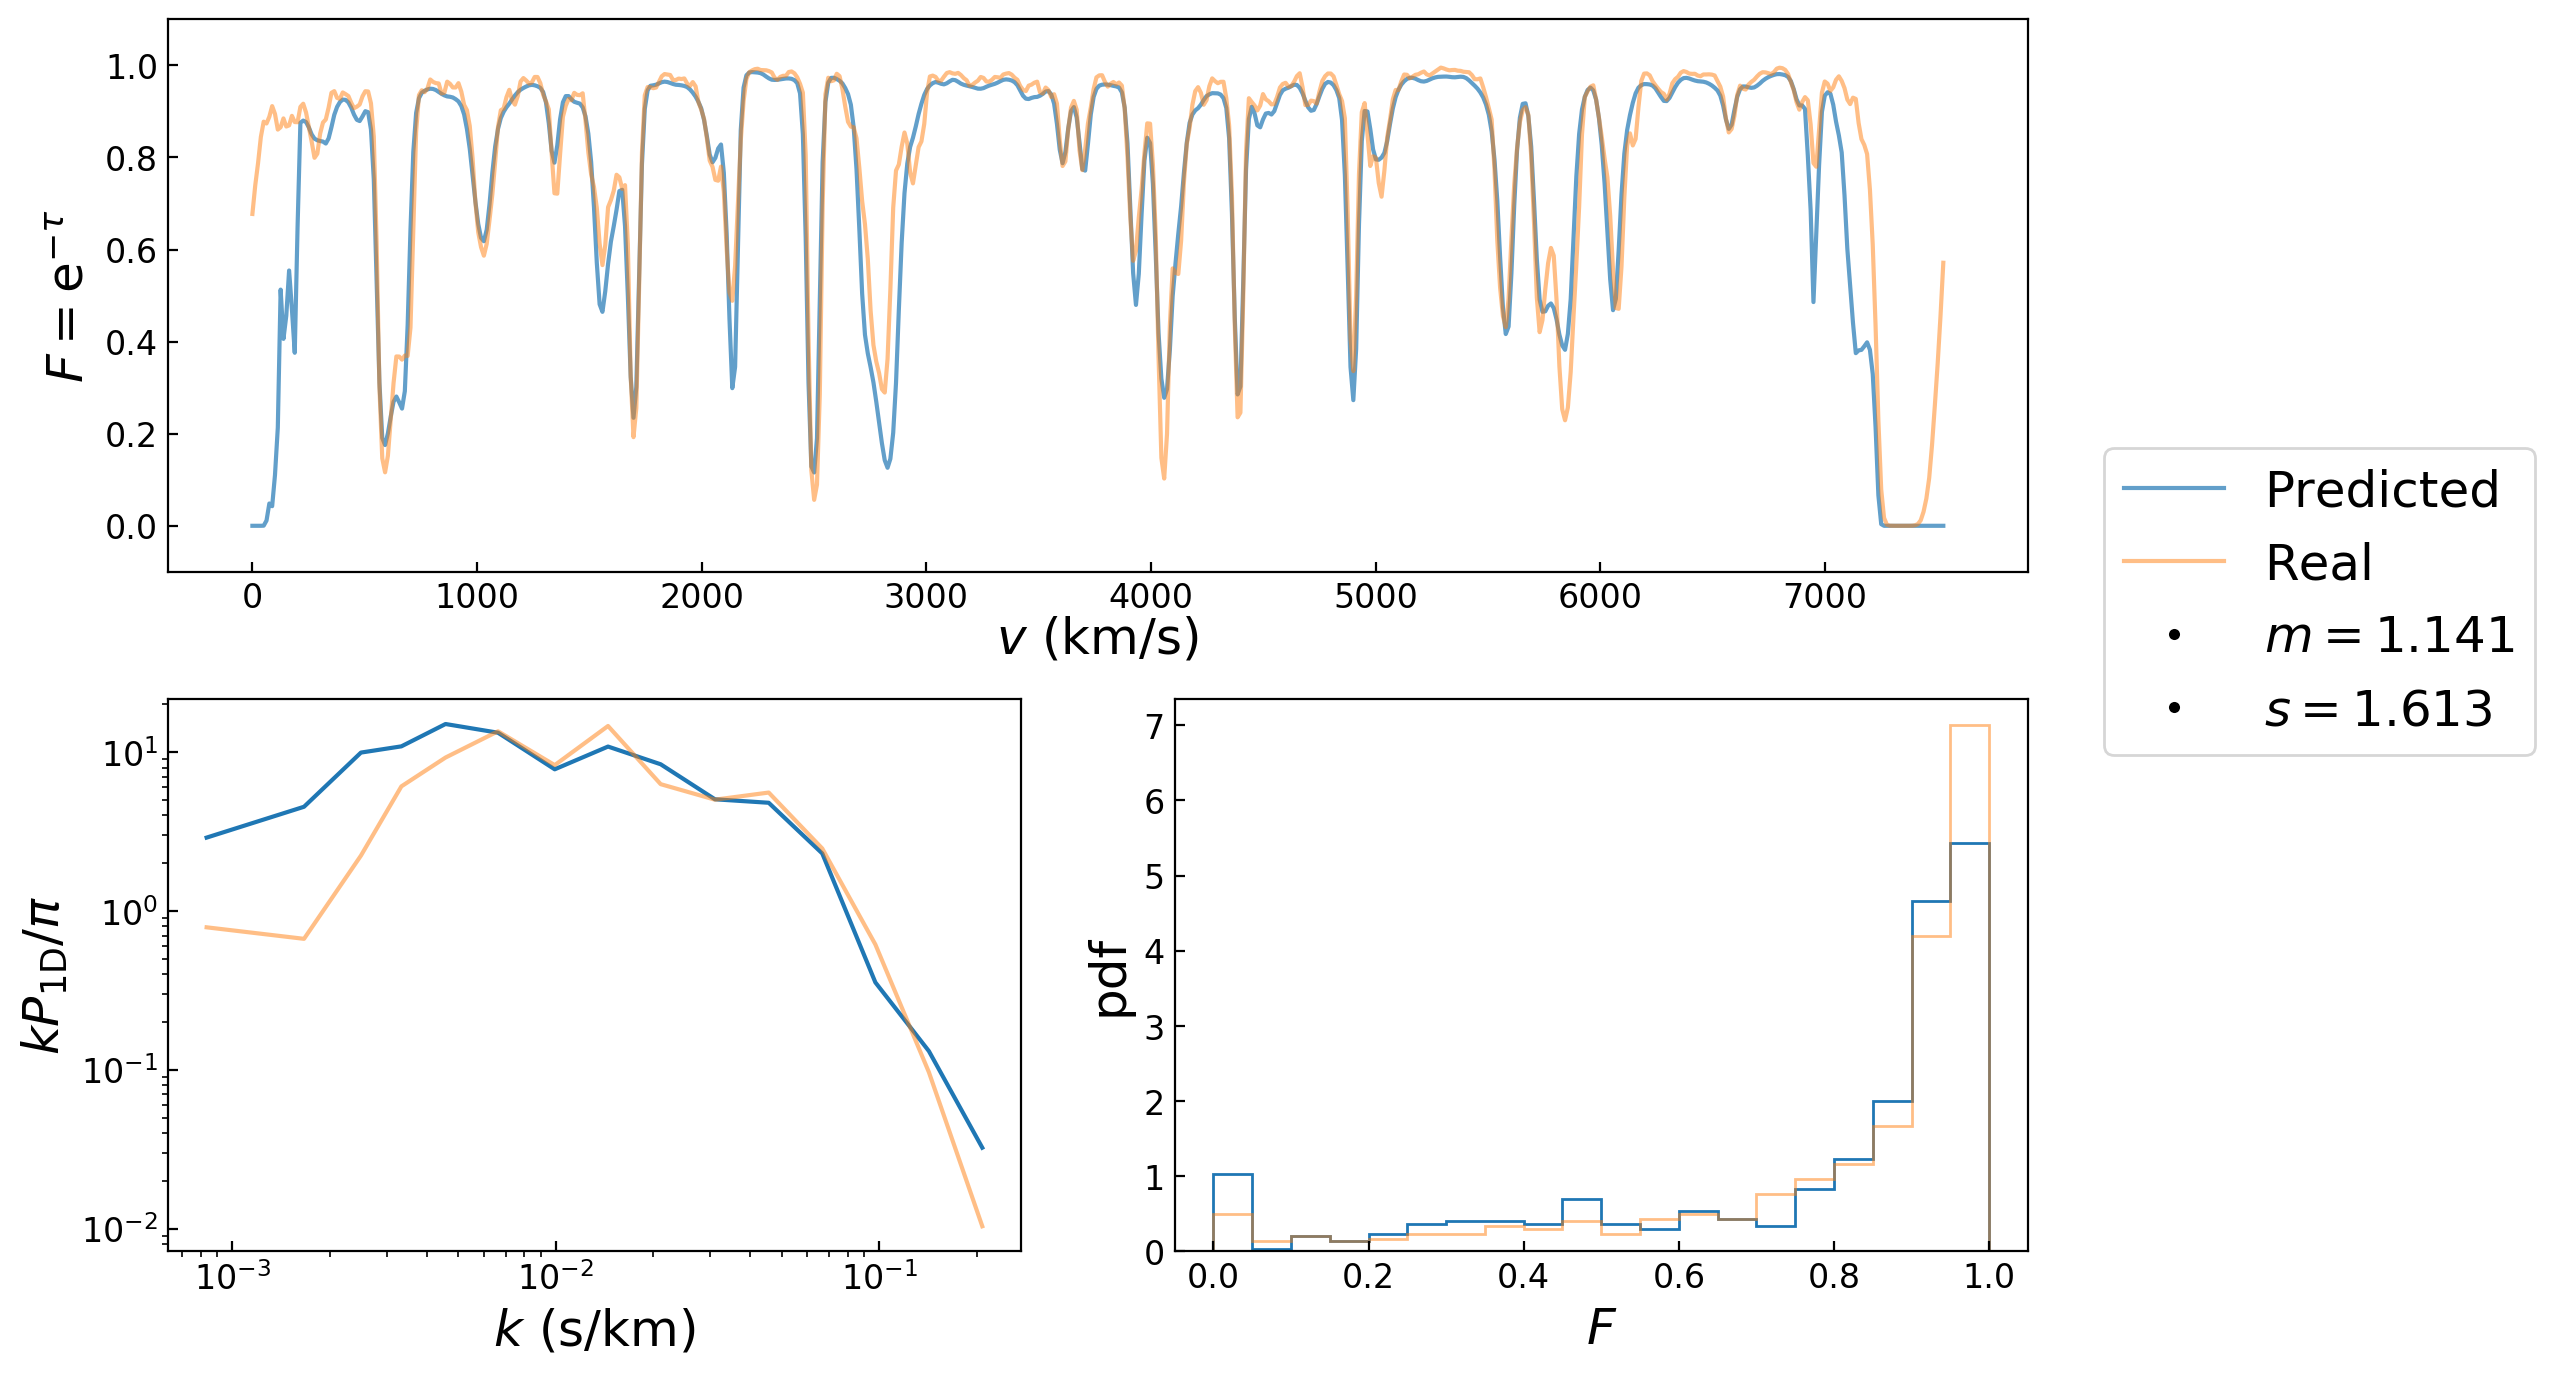 1.0
0.8
0.6
0.4
0.2
0.0
F = e^{-τ}
0 1000 2000 3000 4000 5000 6000 7000
v (km/s)
Predicted
Real
m = 1.141
s = 1.613
10^1
10^0
10^{-1}
10^{-2}
kP_{1D}/π
10^{-3} 10^{-2} 10^{-1}
k (s/km)
7
6
5
4
3
2
1
0
pdf
0.0 0.2 0.4 0.6 0.8 1.0
F